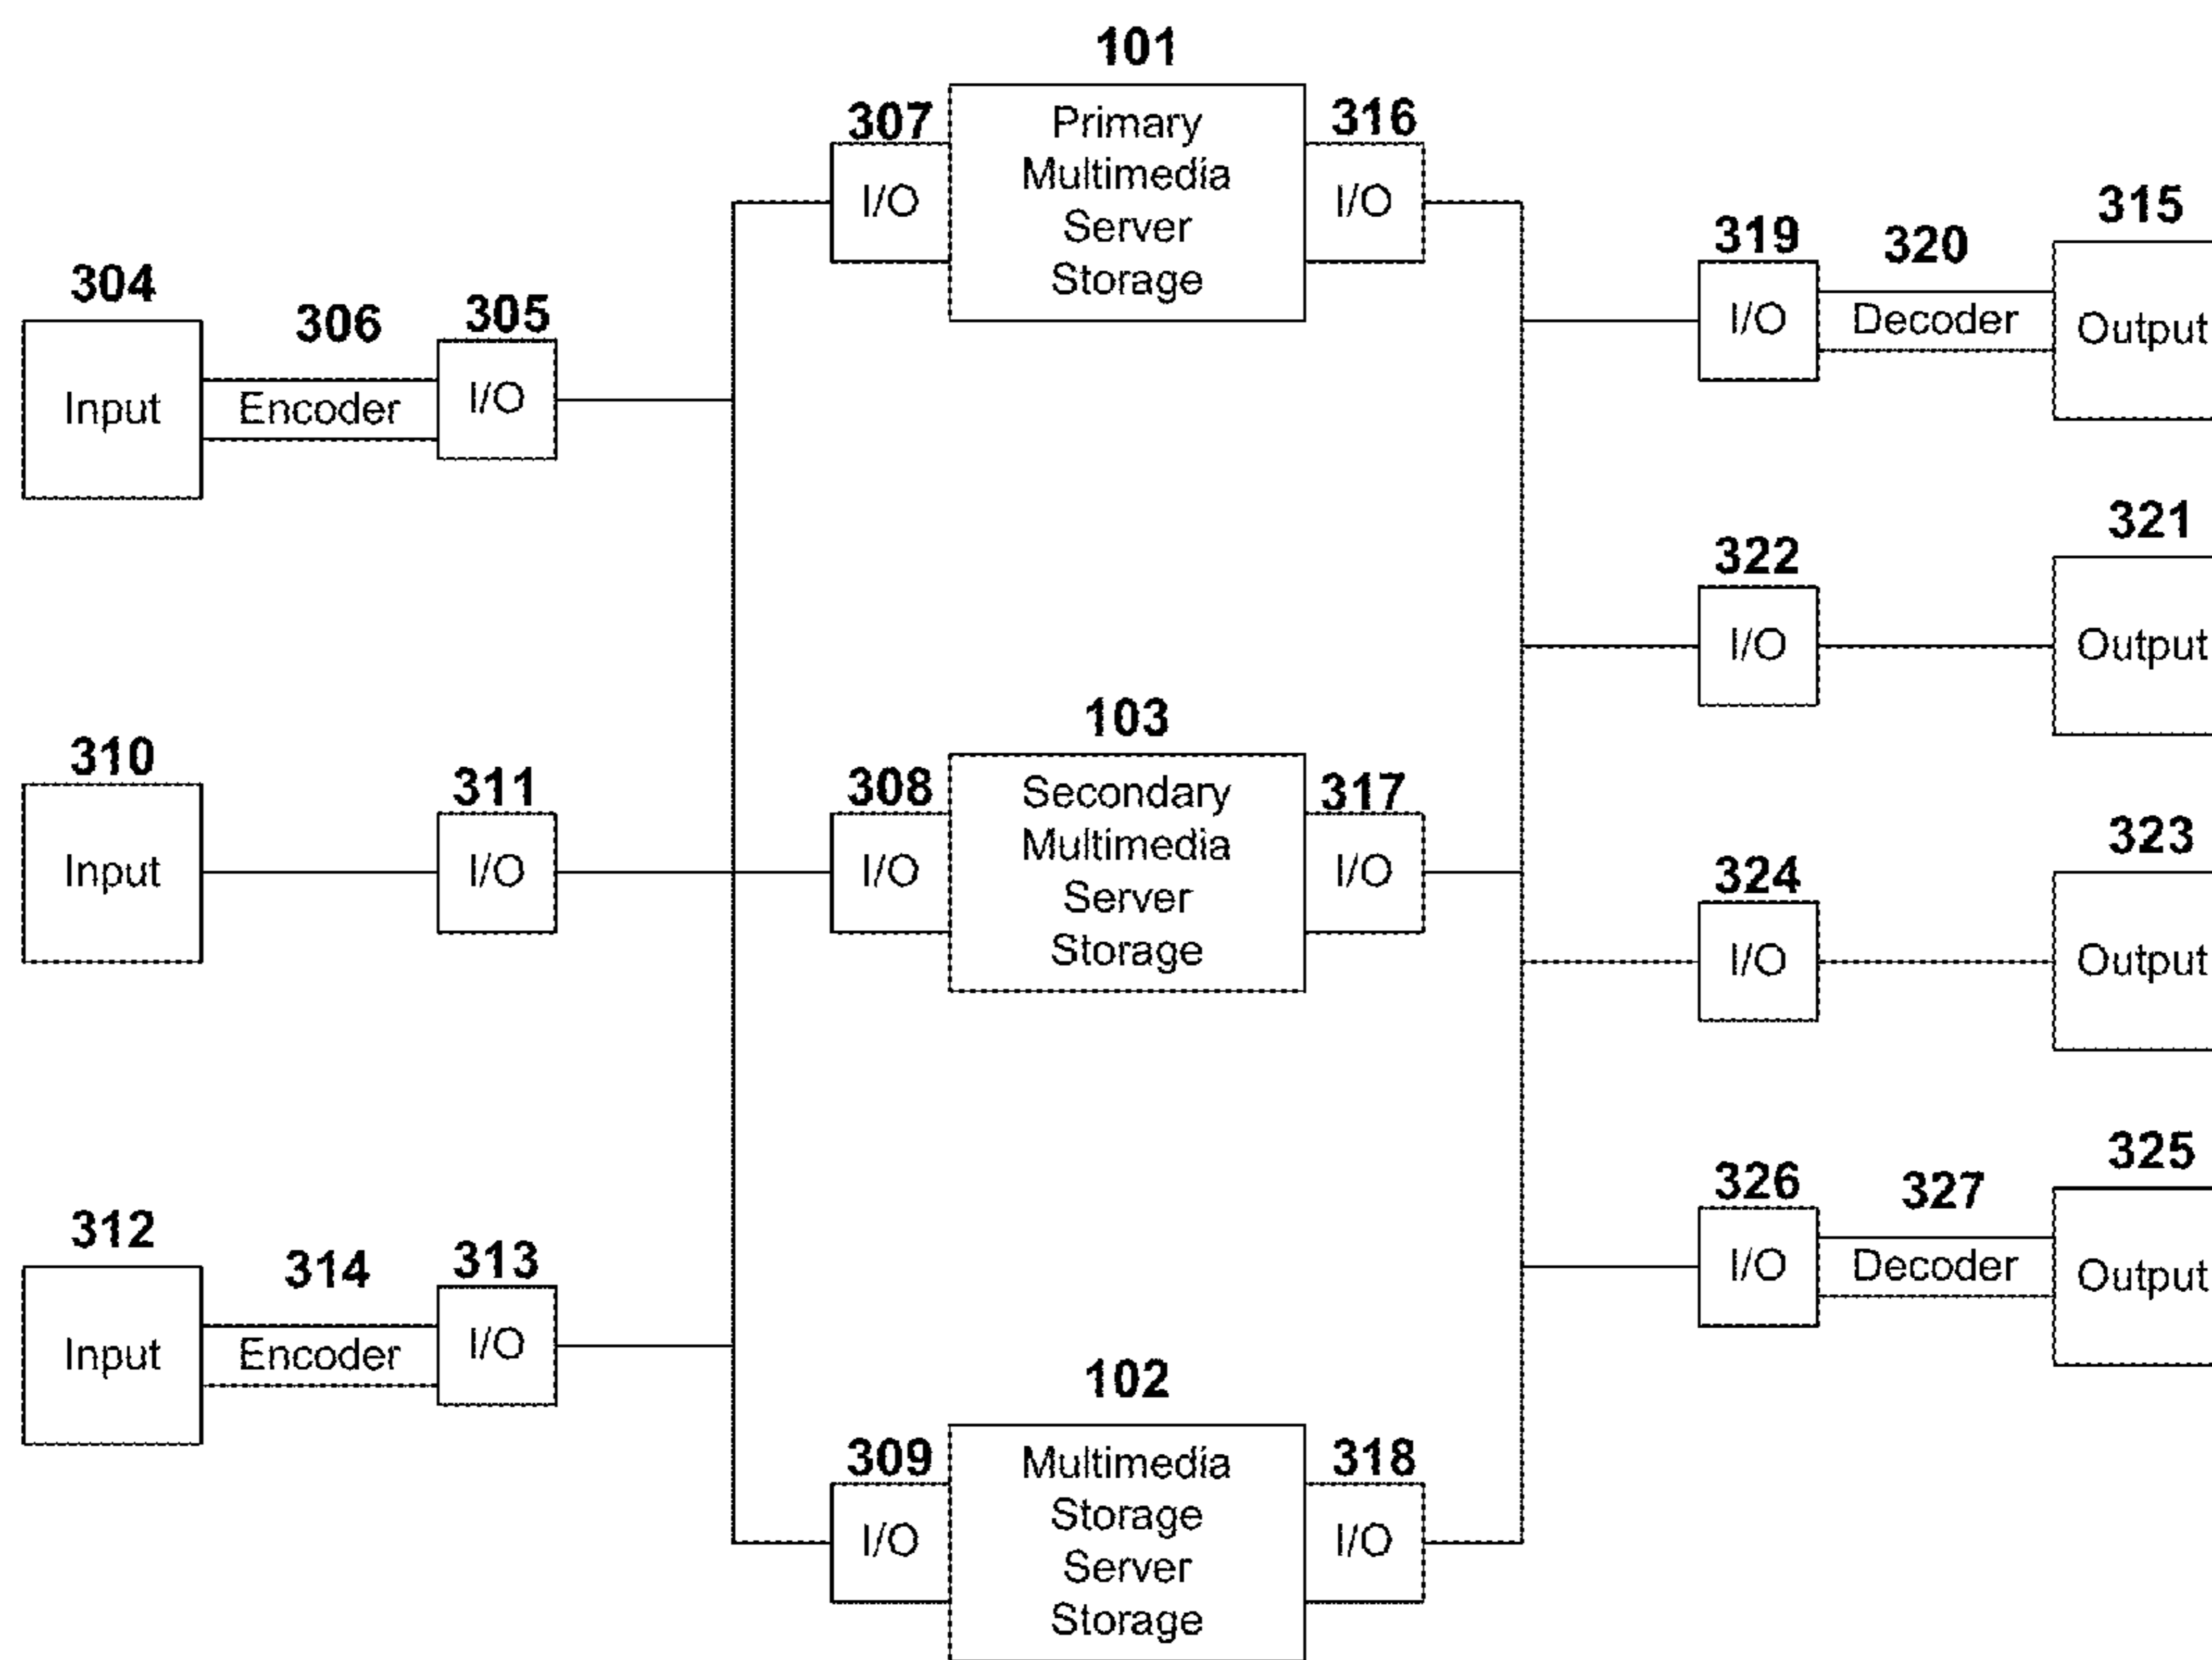 101
307
Primary
Multimedia
Server
Storage
316
I/O
I/O
304
306
305
Input
Encoder
I/O
319
320
315
I/O
Decoder
Output
322
321
I/O
Output
310
311
Input
I/O
103
308
Secondary
Multimedia
Server
Storage
317
I/O
I/O
324
323
I/O
Output
312
314
313
Input
Encoder
I/O
102
309
Multimedia
Storage
Server
Storage
318
I/O
I/O
326
327
325
I/O
Decoder
Output